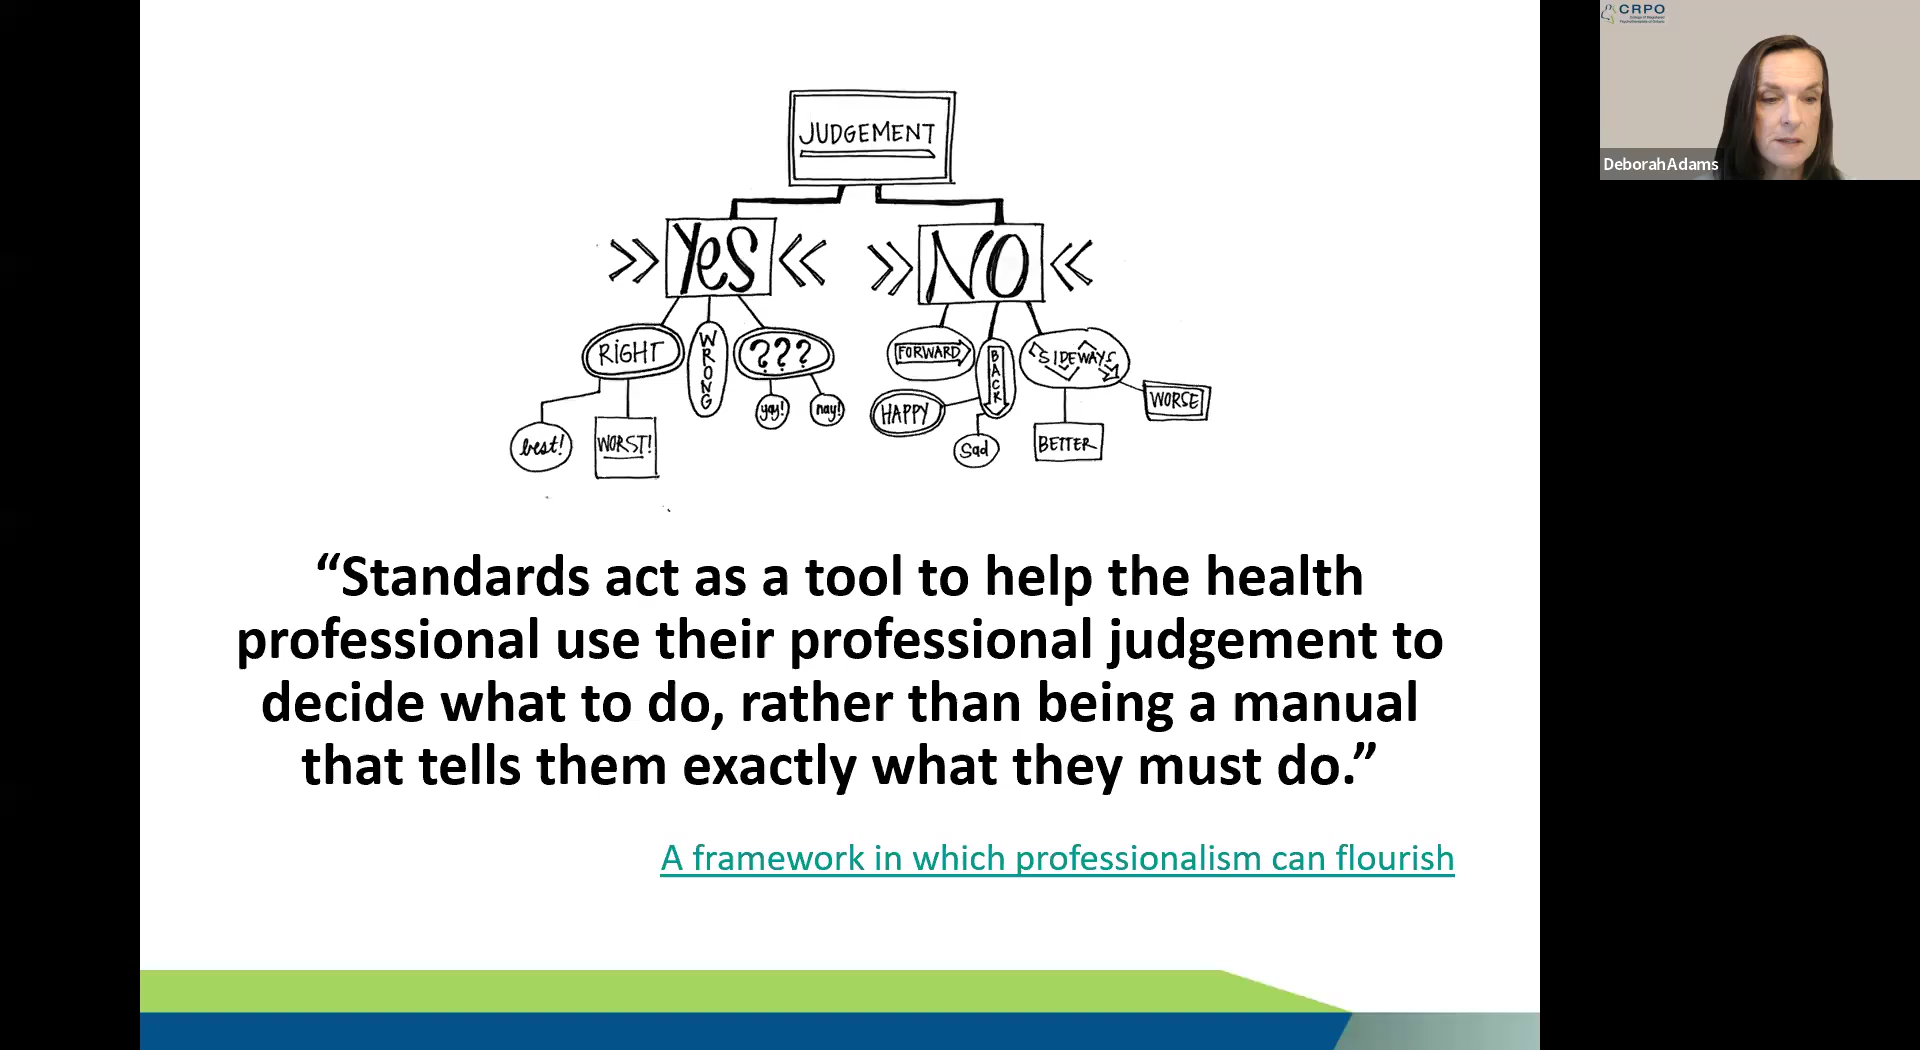 CRPO
Deborah Adams
JUDGEMENT
Yes
NO
RIGHT
WRONG
???
FORWARD
BACK
SIDEWAYS
best!
WORST!
yay!
nay!
HAPPY
Sad
BETTER
WORSE
“Standards act as a tool to help the health
professional use their professional judgement to
decide what to do, rather than being a manual
that tells them exactly what they must do.”
A framework in which professionalism can flourish